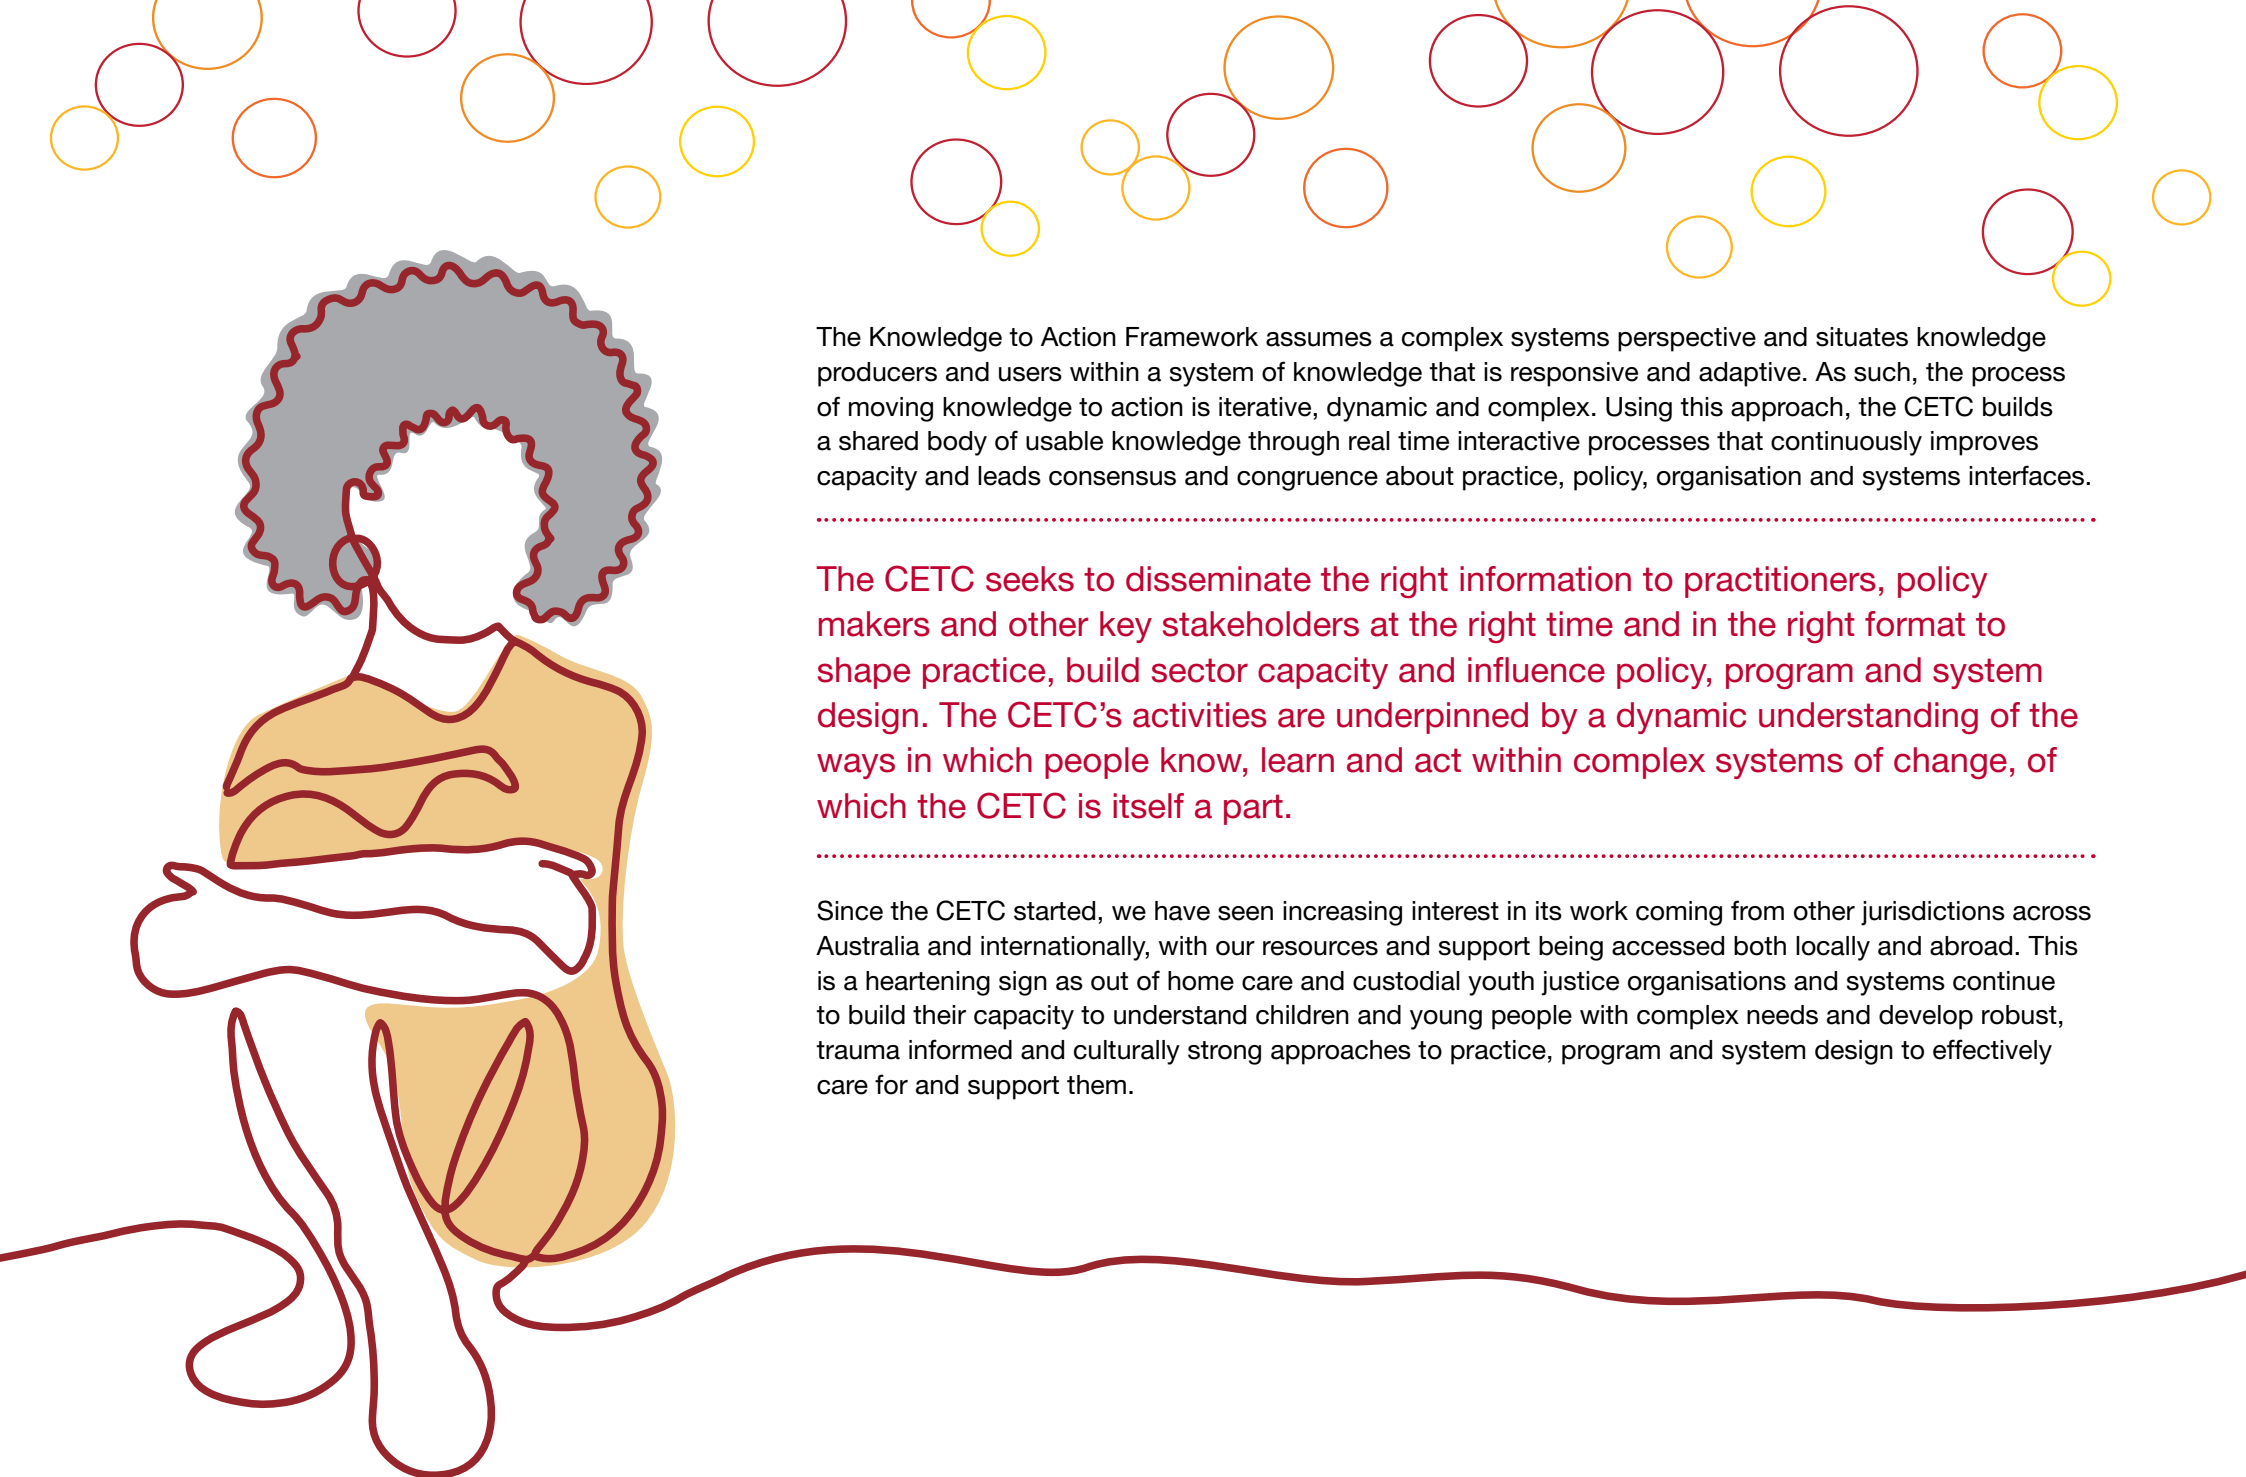 The Knowledge to Action Framework assumes a complex systems perspective and situates knowledge
producers and users within a system of knowledge that is responsive and adaptive. As such, the process
of moving knowledge to action is iterative, dynamic and complex. Using this approach, the CETC builds
a shared body of usable knowledge through real time interactive processes that continuously improves
capacity and leads consensus and congruence about practice, policy, organisation and systems interfaces.
The CETC seeks to disseminate the right information to practitioners, policy
makers and other key stakeholders at the right time and in the right format to
shape practice, build sector capacity and influence policy, program and system
design. The CETC's activities are underpinned by a dynamic understanding of the
ways in which people know, learn and act within complex systems of change, of
which the CETC is itself a part.
Since the CETC started, we have seen increasing interest in its work coming from other jurisdictions across
Australia and internationally, with our resources and support being accessed both locally and abroad. This
is a heartening sign as out of home care and custodial youth justice organisations and systems continue
to build their capacity to understand children and young people with complex needs and develop robust,
trauma informed and culturally strong approaches to practice, program and system design to effectively
care for and support them.